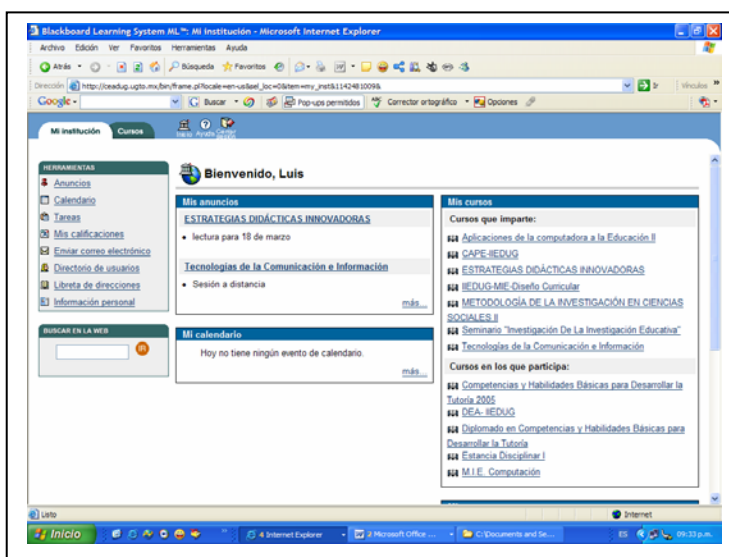 Blackboard Learning System ML™: Mi institución - Microsoft Internet Explorer
Archivo Edición Ver Favoritos Herramientas Ayuda
Atrás Búsqueda Favoritos
Dirección http://ceadug.ugto.mx/bin/frame.pl?locale=en-us&sel_loc=0&tem=my_inst&1142481009& Ir Vínculos
Google Buscar Pop-ups permitidos Corrector ortográfico Opciones
Mi institución Cursos Inicio Ayuda Cerrar sesión
HERRAMIENTAS
Anuncios
Calendario
Tareas
Mis calificaciones
Enviar correo electrónico
Directorio de usuarios
Libreta de direcciones
Información personal
BUSCAR EN LA WEB
IR
Bienvenido, Luis
Mis anuncios
ESTRATEGIAS DIDÁCTICAS INNOVADORAS
• lectura para 18 de marzo
Tecnologías de la Comunicación e Información
• Sesión a distancia
más...
Mi calendario
Hoy no tiene ningún evento de calendario.
más...
Mis cursos
Cursos que imparte:
Aplicaciones de la computadora a la Educación II
CAPE-IIEDUG
ESTRATEGIAS DIDÁCTICAS INNOVADORAS
IIEDUG-MIE-Diseño Curricular
METODOLOGÍA DE LA INVESTIGACIÓN EN CIENCIAS
SOCIALES II
Seminario "Investigación De La Investigación Educativa"
Tecnologías de la Comunicación e Información
Cursos en los que participa:
Competencias y Habilidades Básicas para Desarrollar la
Tutoría 2005
DEA- IIEDUG
Diplomado en Competencias y Habilidades Básicas para
Desarrollar la Tutoría
Estancia Disciplinar I
M.I.E. Computación
Listo Internet
Inicio 4 Internet Explorer 2 Microsoft Office ... C:\Documents and Se... ES 09:33 p.m.